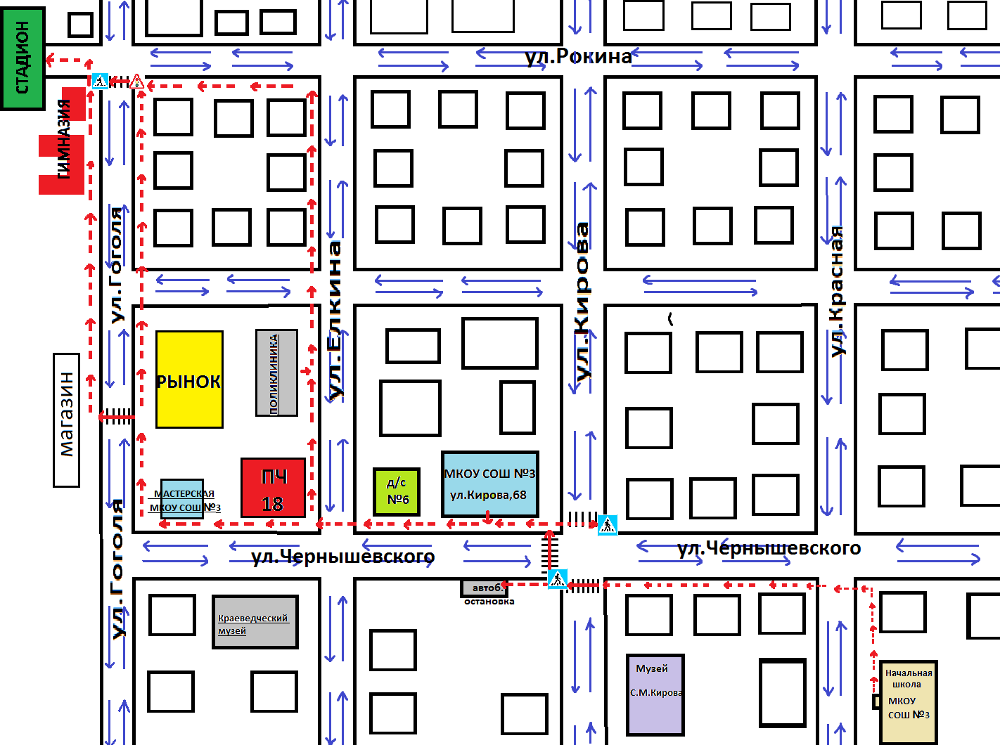 СТАДИОН
ул.Рокина
ГИМНАЗИЯ
ул.Гоголя
ул.Елкина
ул.Кирова
ул.Красная
РЫНОК
ПОЛИКЛИНИКА
магазин
МАСТЕРСКАЯ
МКОУ СОШ №3
ПЧ
18
д/с
№6
МКОУ СОШ №3
ул.Кирова,68
ул.Гоголя
ул.Чернышевского
ул.Чернышевского
автоб.
остановка
Краеведческий
музей
Музей
С.М.Кирова
Начальная
школа
МКОУ
СОШ №3